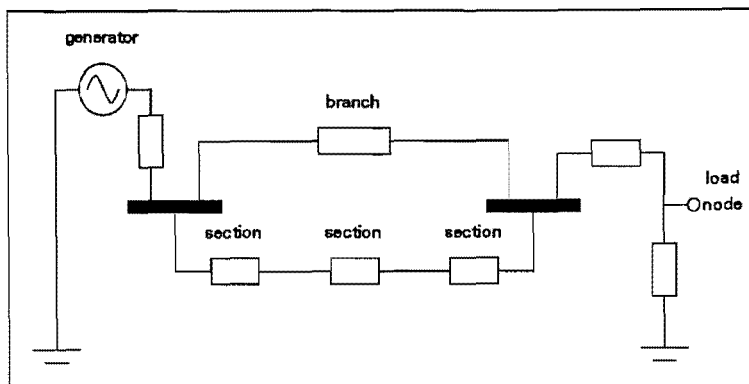 generator
branch
load
node
section
section
section